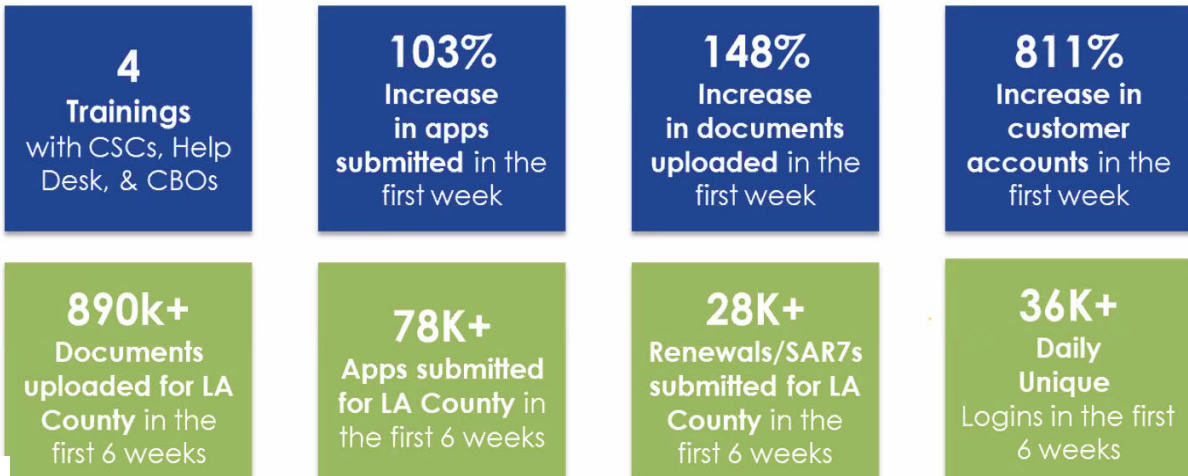 4
Trainings
with CSCs, Help
Desk, & CBOs
103%
Increase
in apps
submitted in the
first week
148%
Increase
in documents
uploaded in the
first week
811%
Increase in
customer
accounts in the
first week
890k+
Documents
uploaded for LA
County in the
first 6 weeks
78K+
Apps submitted
for LA County in
the first 6 weeks
28K+
Renewals/SAR7s
submitted for LA
County in the
first 6 weeks
36K+
Daily
Unique
Logins in the first
6 weeks